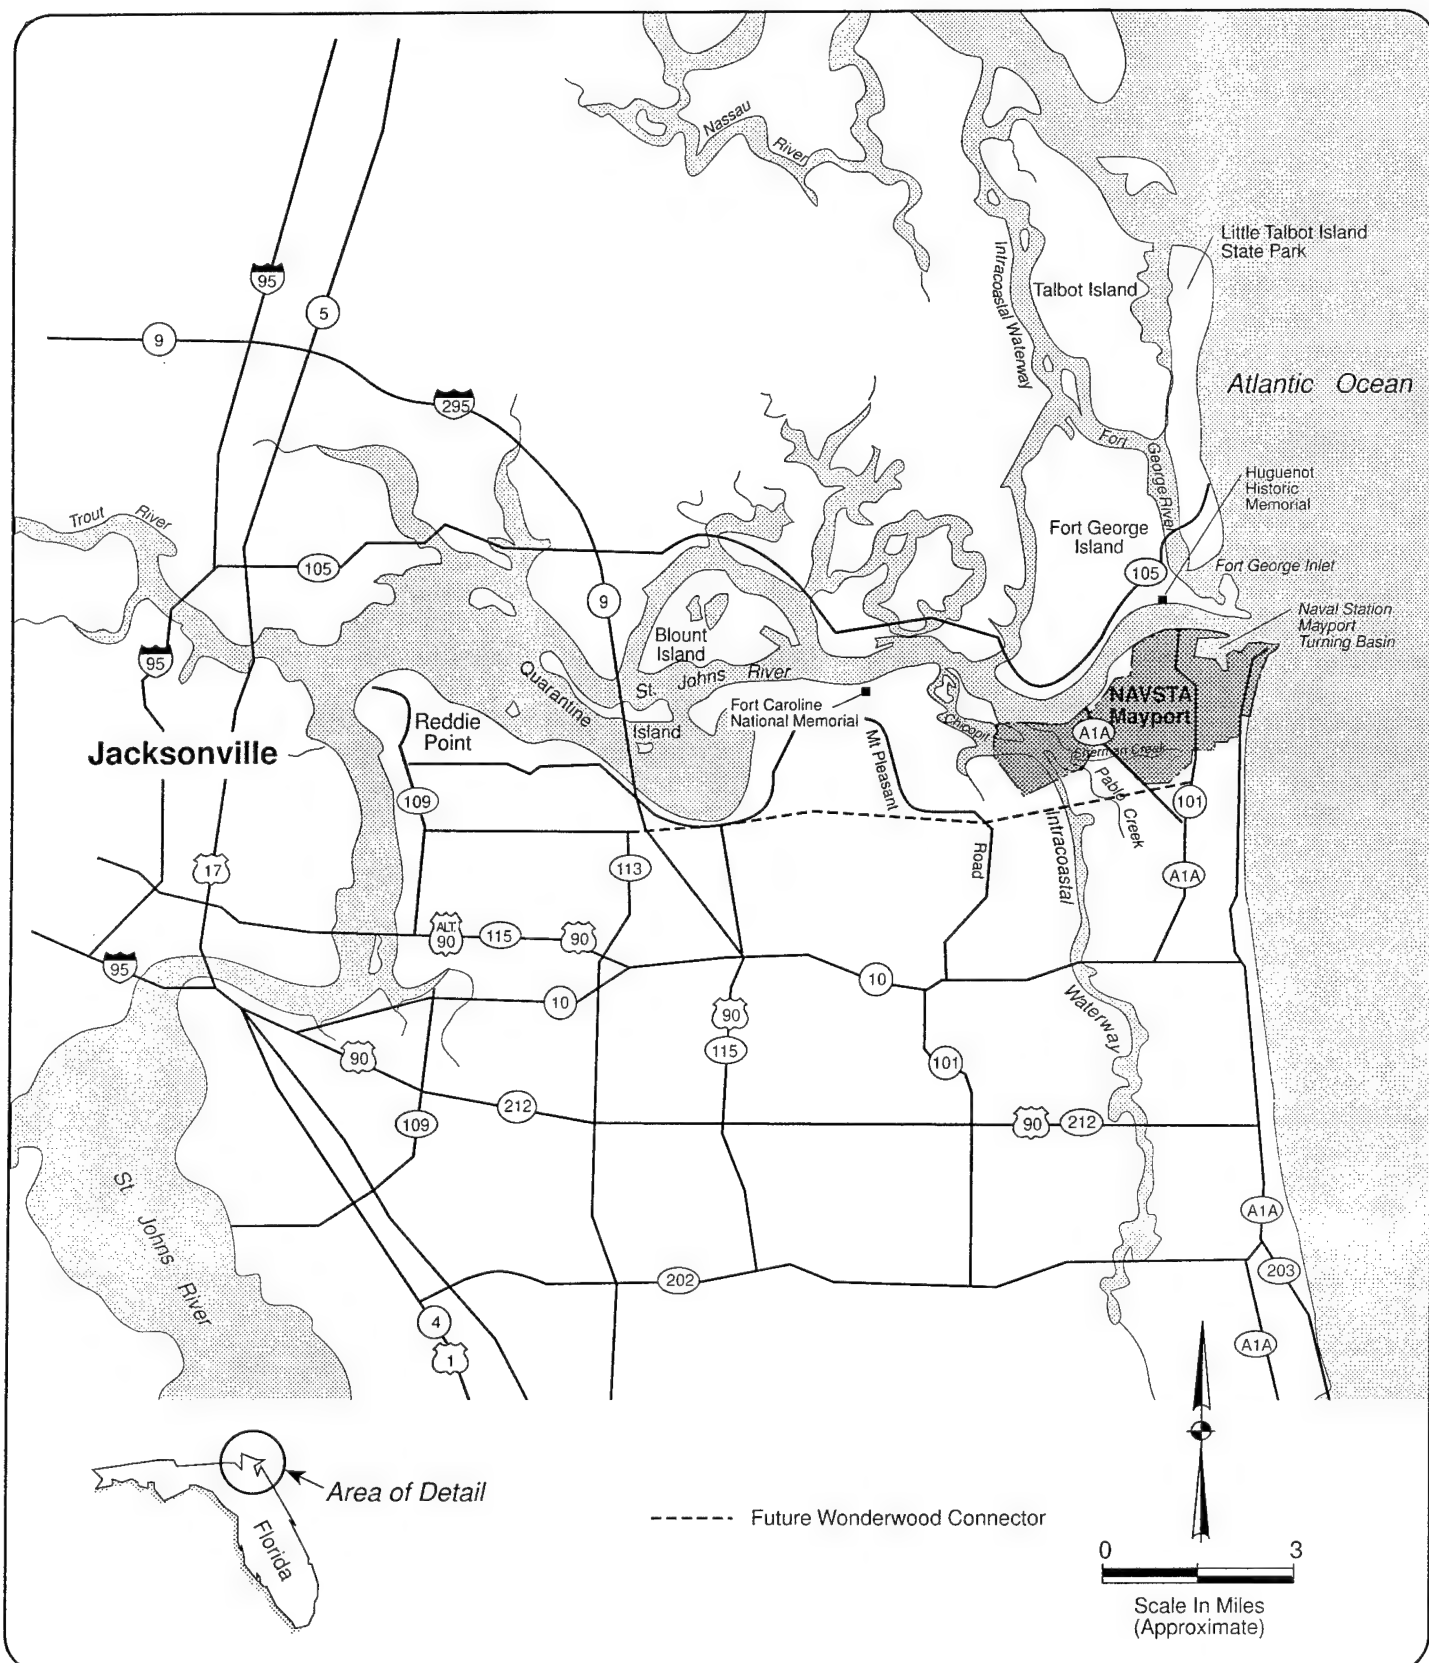 Nassau
River
Little Talbot Island
State Park
95
Intracoastal Waterway
Talbot Island
5
9
Atlantic Ocean
295
Fort
George River
Huguenot
Historic
Memorial
Trout
River
Fort George
Island
105
105
Fort George Inlet
9
Naval Station
Mayport
Turning Basin
Blount
Island
95
Quarantine
Island
St.
Johns
River
NAVSTA
Mayport
Fort Caroline
National Memorial
Reddie
Point
Chicopit
A1A
Sherman Creek
Jacksonville
Mt Pleasant
Road
Pablo
Creek
109
101
Intracoastal
Waterway
17
113
A1A
ALT.
90
115
90
95
10
10
90
115
90
101
212
109
90
212
St.
Johns
River
A1A
202
203
4
1
A1A
Area of Detail
Florida
Future Wonderwood Connector
0
3
Scale In Miles
(Approximate)